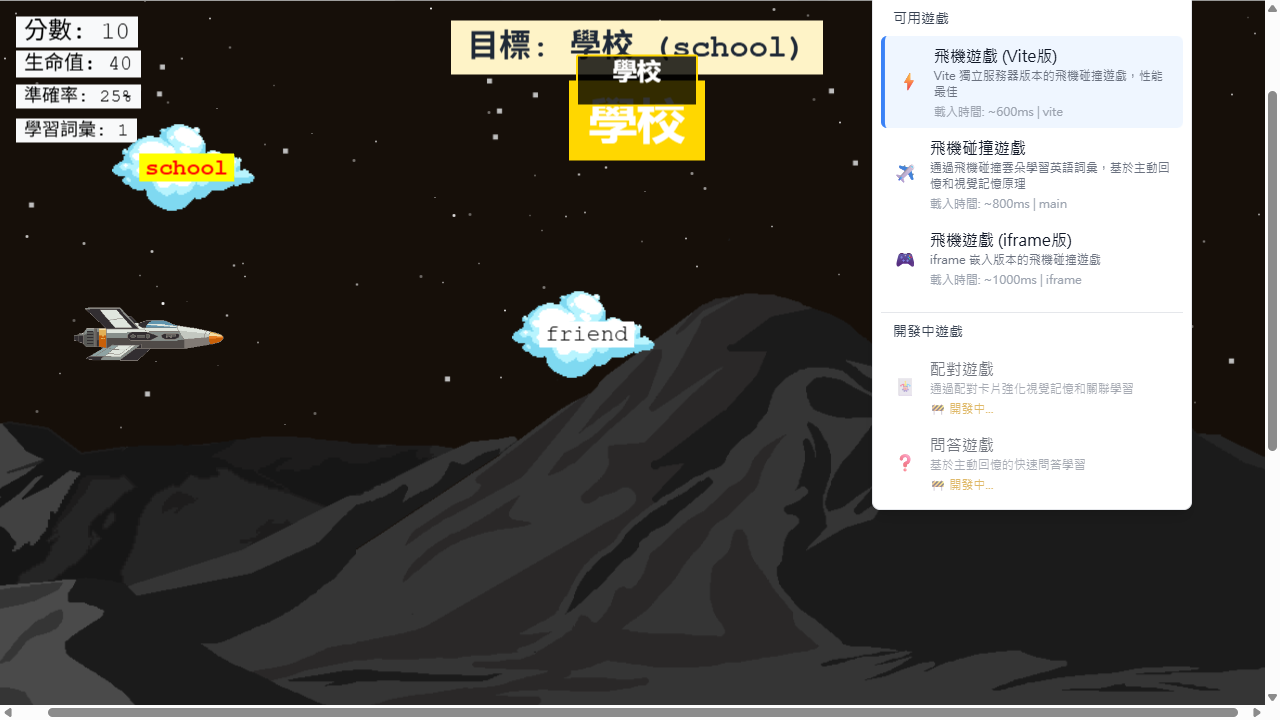 分數: 10
生命值: 40
準確率: 25%
學習詞彙: 1
目標: 學校 (school)
學校
學校
school
friend
可用遊戲
飛機遊戲 (Vite版)
Vite 獨立服務器版本的飛機碰撞遊戲，性能
最佳
載入時間: ~600ms | vite
飛機碰撞遊戲
通過飛機碰撞雲朵學習英語詞彙，基於主動回
憶和視覺記憶原理
載入時間: ~800ms | main
飛機遊戲 (iframe版)
iframe 嵌入版本的飛機碰撞遊戲
載入時間: ~1000ms | iframe
開發中遊戲
配對遊戲
通過配對卡片強化視覺記憶和關聯學習
開發中...
問答遊戲
基於主動回憶的快速問答學習
開發中...